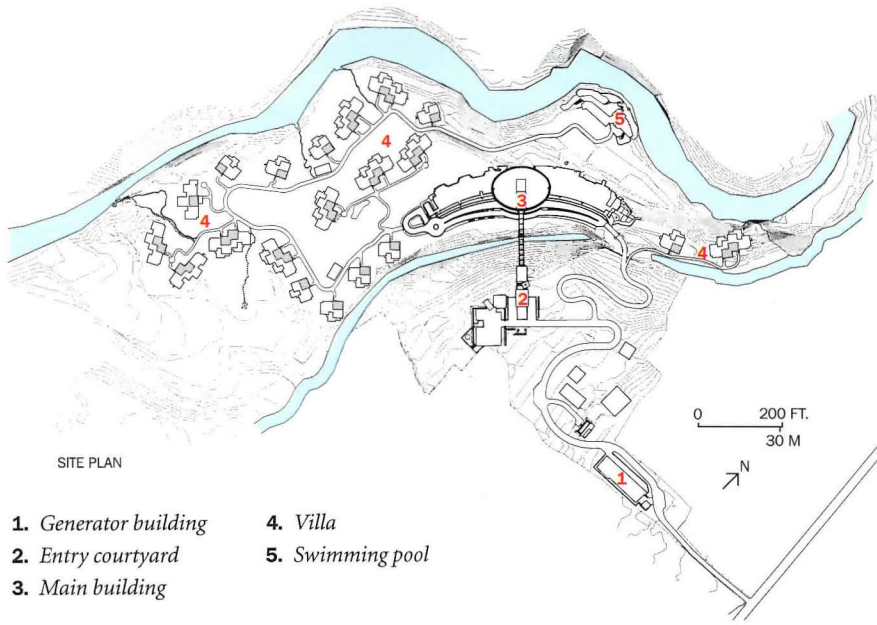 5
4
3
4
4
2
0 200 FT.
30 M
N
SITE PLAN
1
1. Generator building
2. Entry courtyard
3. Main building
4. Villa
5. Swimming pool